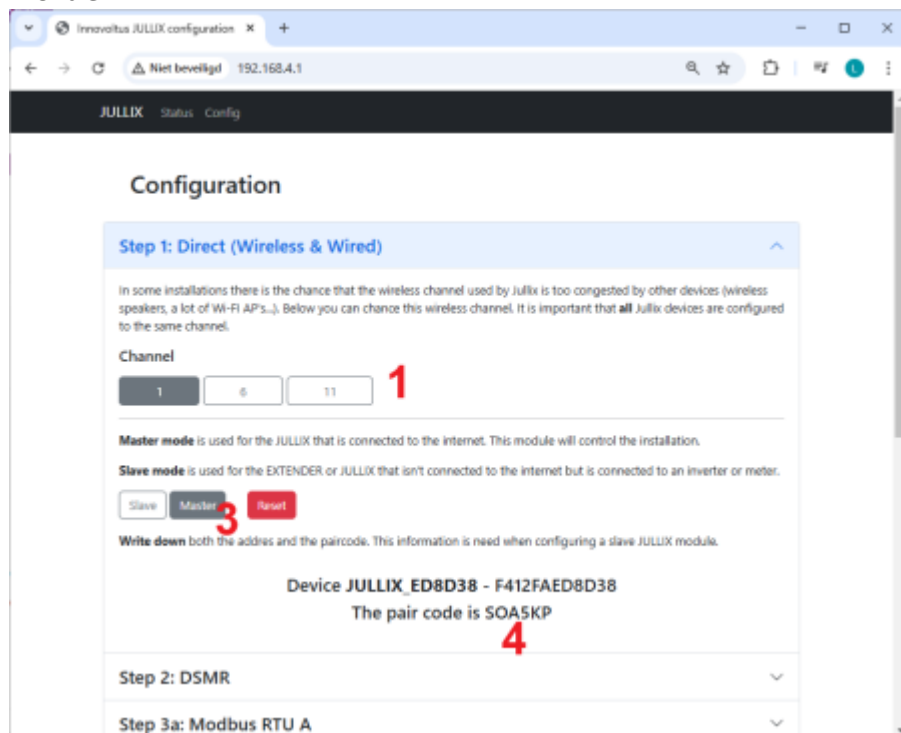 Innovoltus JULLIX configuration
Niet beveiligd 192.168.4.1
L
JULLIX Status Config
Configuration
Step 1: Direct (Wireless & Wired)
In some installations there is the chance that the wireless channel used by Jullix is too congested by other devices (wireless
speakers, a lot of Wi-Fi AP's...). Below you can chance this wireless channel. It is important that all Jullix devices are configured
to the same channel.
Channel
1 6 11 1
Master mode is used for the JULLIX that is connected to the internet. This module will control the installation.
Slave mode is used for the EXTENDER or JULLIX that isn't connected to the internet but is connected to an inverter or meter.
Slave Master Reset
3
Write down both the addres and the paircode. This information is need when configuring a slave JULLIX module.
Device JULLIX_ED8D38 - F412FAED8D38
The pair code is SOA5KP
4
Step 2: DSMR
Step 3a: Modbus RTU A